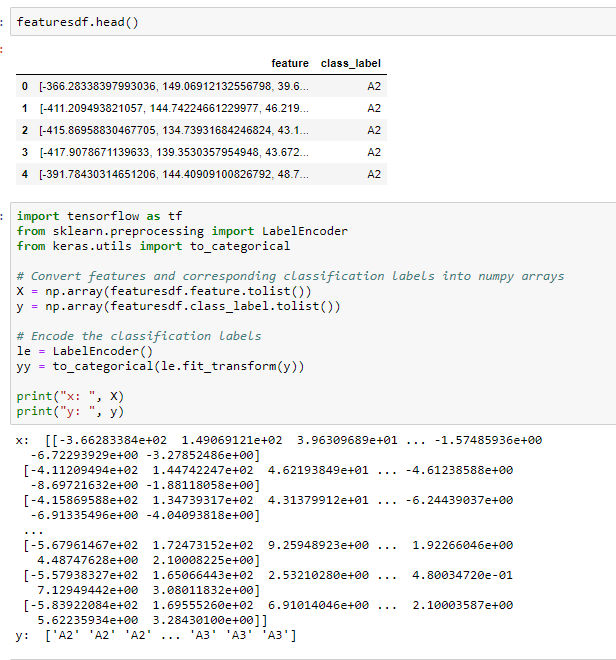 featuresdf.head()
feature class_label
0 [-366.28338397993036, 149.06912132556798, 39.6... A2
1 [-411.209493821057, 144.74224661229977, 46.219... A2
2 [-415.86958830467705, 134.73931684246824, 43.1... A2
3 [-417.9078671139633, 139.3530357954948, 43.672... A2
4 [-391.78430314651206, 144.40909100826792, 48.7... A2
import tensorflow as tf
from sklearn.preprocessing import LabelEncoder
from keras.utils import to_categorical
# Convert features and corresponding classification labels into numpy arrays
X = np.array(featuresdf.feature.tolist())
y = np.array(featuresdf.class_label.tolist())
# Encode the classification labels
le = LabelEncoder()
yy = to_categorical(le.fit_transform(y))
print("x: ", X)
print("y: ", y)
x:  [[-3.66283384e+02  1.49069121e+02  3.96309689e+01 ... -1.57485936e+00
  -6.72293929e+00 -3.27852486e+00]
 [-4.11209494e+02  1.44742247e+02  4.62193849e+01 ... -4.61238588e+00
  -8.69721632e+00 -1.88118058e+00]
 [-4.15869588e+02  1.34739317e+02  4.31379912e+01 ... -6.24439037e+00
  -6.91335496e+00 -4.04093818e+00]
 ...
 [-5.67961467e+02  1.72473152e+02  9.25948923e+00 ...  1.92266046e+00
   4.48747628e+00  2.10008225e+00]
 [-5.57938327e+02  1.65066443e+02  2.53210280e+00 ...  4.80034720e-01
   7.12949442e+00  3.08011832e+00]
 [-5.83922084e+02  1.69555260e+02  6.91014046e+00 ...  2.10003587e+00
   5.62235934e+00  3.28430100e+00]]
y:  ['A2' 'A2' 'A2' ... 'A3' 'A3' 'A3']